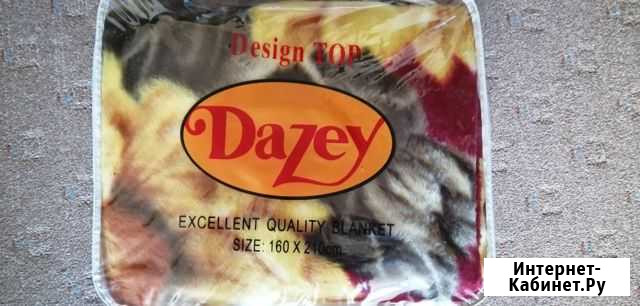 Design TOP
Dazey
EXCELLENT QUALITY BLANKET
SIZE: 160 X 210cm.
Интернет-
Кабинет.Ру